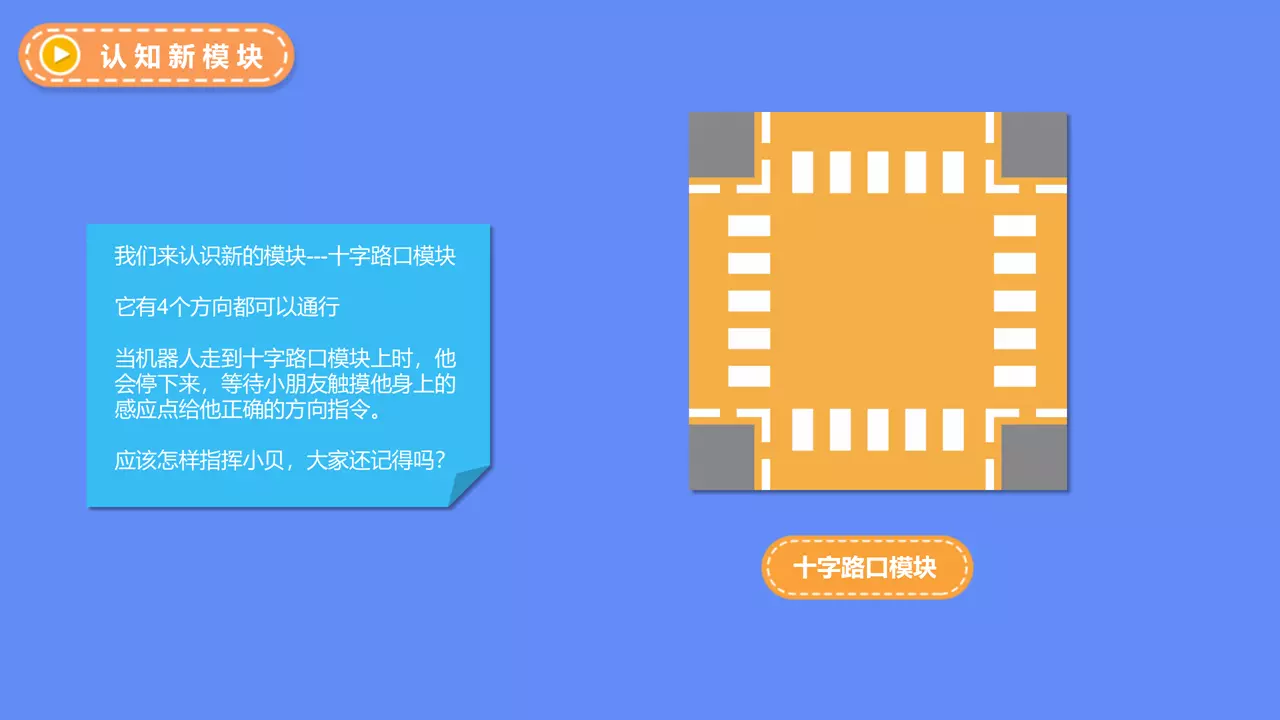 认知新模块
我们来认识新的模块---十字路口模块
它有4个方向都可以通行
当机器人走到十字路口模块上时，他
会停下来，等待小朋友触摸他身上的
感应点给他正确的方向指令。
应该怎样指挥小贝，大家还记得吗？
十字路口模块